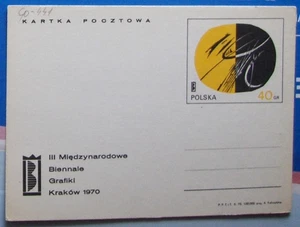 KARTKA POCZTOWA
POLSKA 40 GR
III Międzynarodowe
Biennale
Grafiki
Kraków 1970